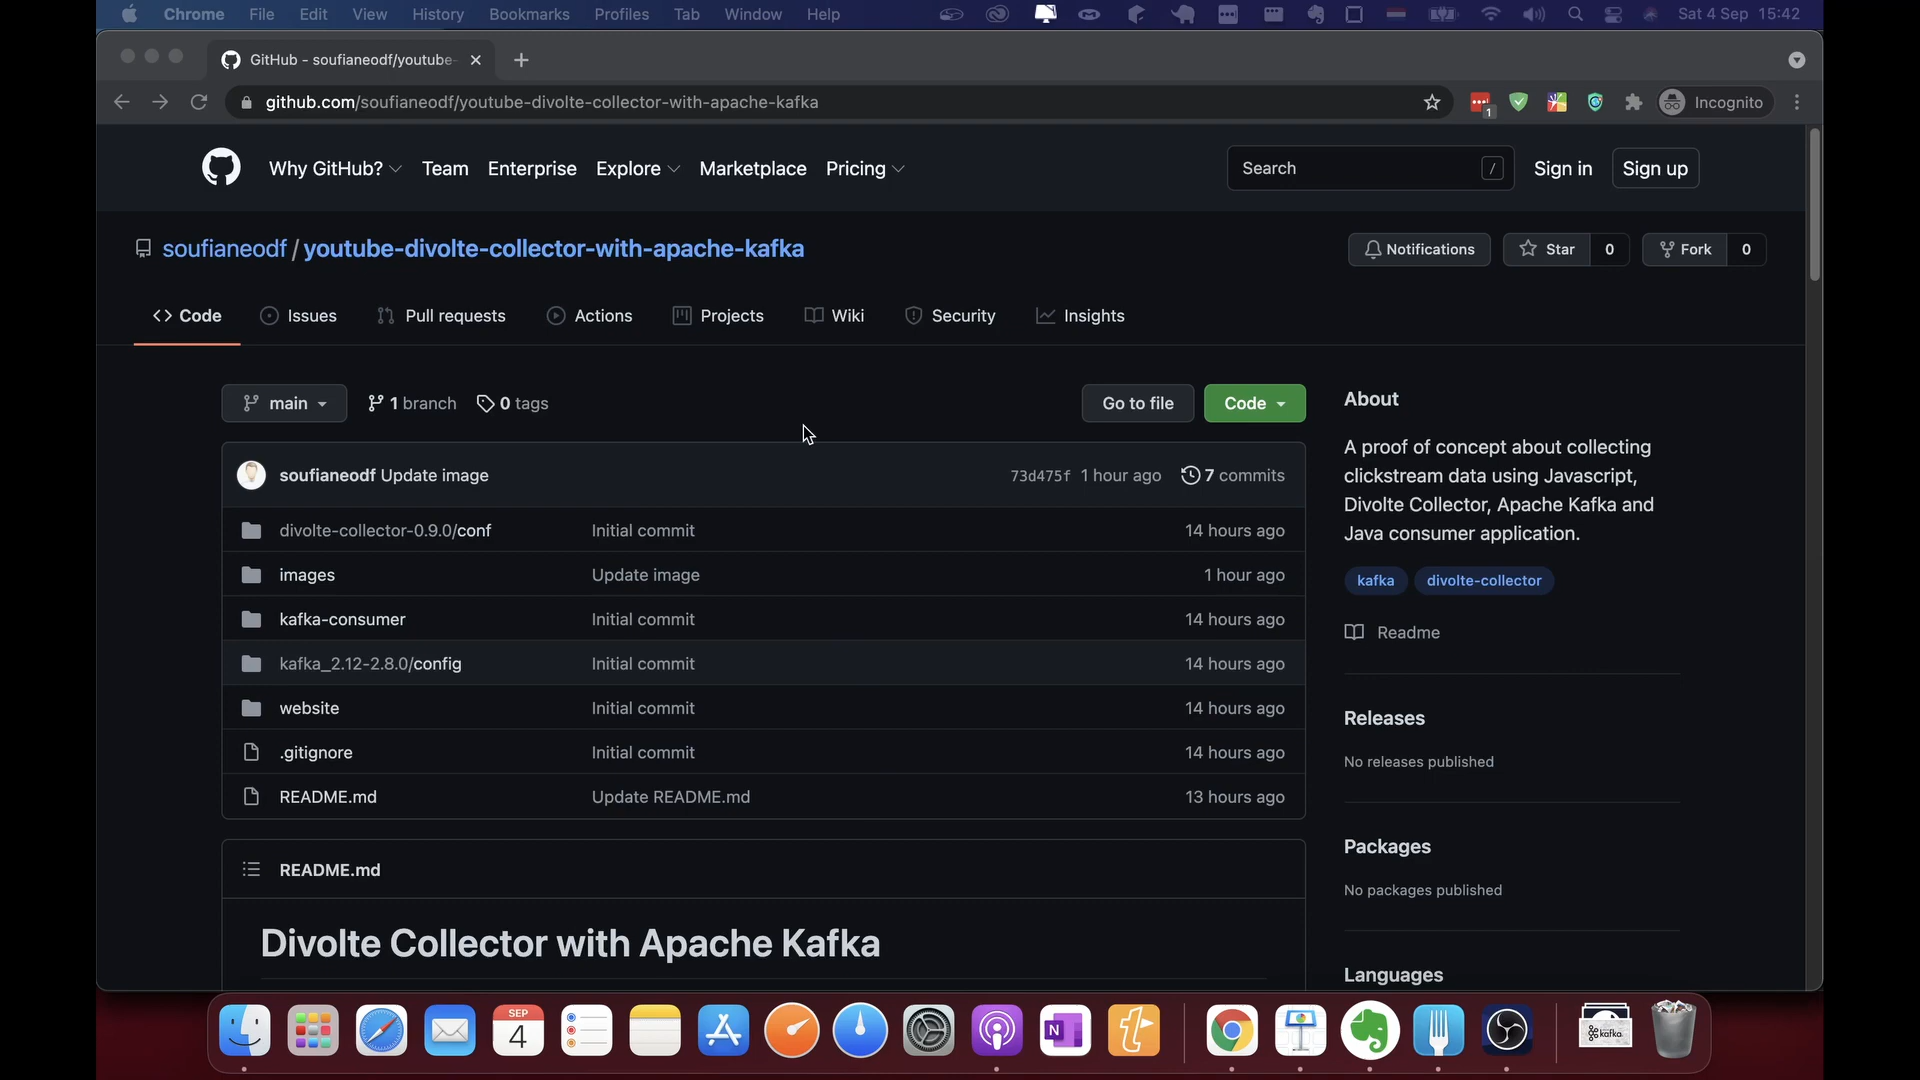 Chrome File Edit View History Bookmarks Profiles Tab Window Help Sat 4 Sep 15:42
GitHub - soufianeodf/youtube-
github.com/soufianeodf/youtube-divolte-collector-with-apache-kafka 1 Incognito
Why GitHub? Team Enterprise Explore Marketplace Pricing Search / Sign in Sign up
soufianeodf / youtube-divolte-collector-with-apache-kafka Notifications Star 0 Fork 0
<> Code Issues Pull requests Actions Projects Wiki Security Insights
main 1 branch 0 tags Go to file Code
soufianeodf Update image 73d475f 1 hour ago 7 commits
divolte-collector-0.9.0/conf Initial commit 14 hours ago
images Update image 1 hour ago
kafka-consumer Initial commit 14 hours ago
kafka_2.12-2.8.0/config Initial commit 14 hours ago
website Initial commit 14 hours ago
.gitignore Initial commit 14 hours ago
README.md Update README.md 13 hours ago
README.md
Divolte Collector with Apache Kafka
About
A proof of concept about collecting
clickstream data using Javascript,
Divolte Collector, Apache Kafka and
Java consumer application.
kafka divolte-collector
Readme
Releases
No releases published
Packages
No packages published
Languages
SEP
4
N
kafka